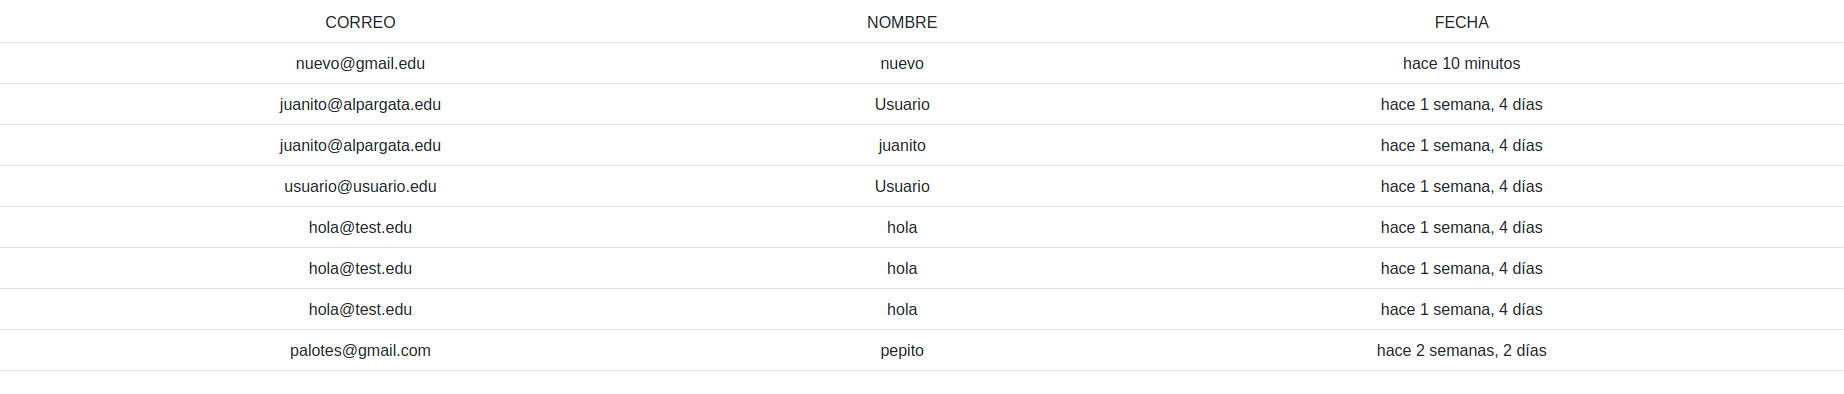 CORREO NOMBRE FECHA
nuevo@gmail.edu nuevo hace 10 minutos
juanito@alpargata.edu Usuario hace 1 semana, 4 días
juanito@alpargata.edu juanito hace 1 semana, 4 días
usuario@usuario.edu Usuario hace 1 semana, 4 días
hola@test.edu hola hace 1 semana, 4 días
hola@test.edu hola hace 1 semana, 4 días
hola@test.edu hola hace 1 semana, 4 días
palotes@gmail.com pepito hace 2 semanas, 2 días